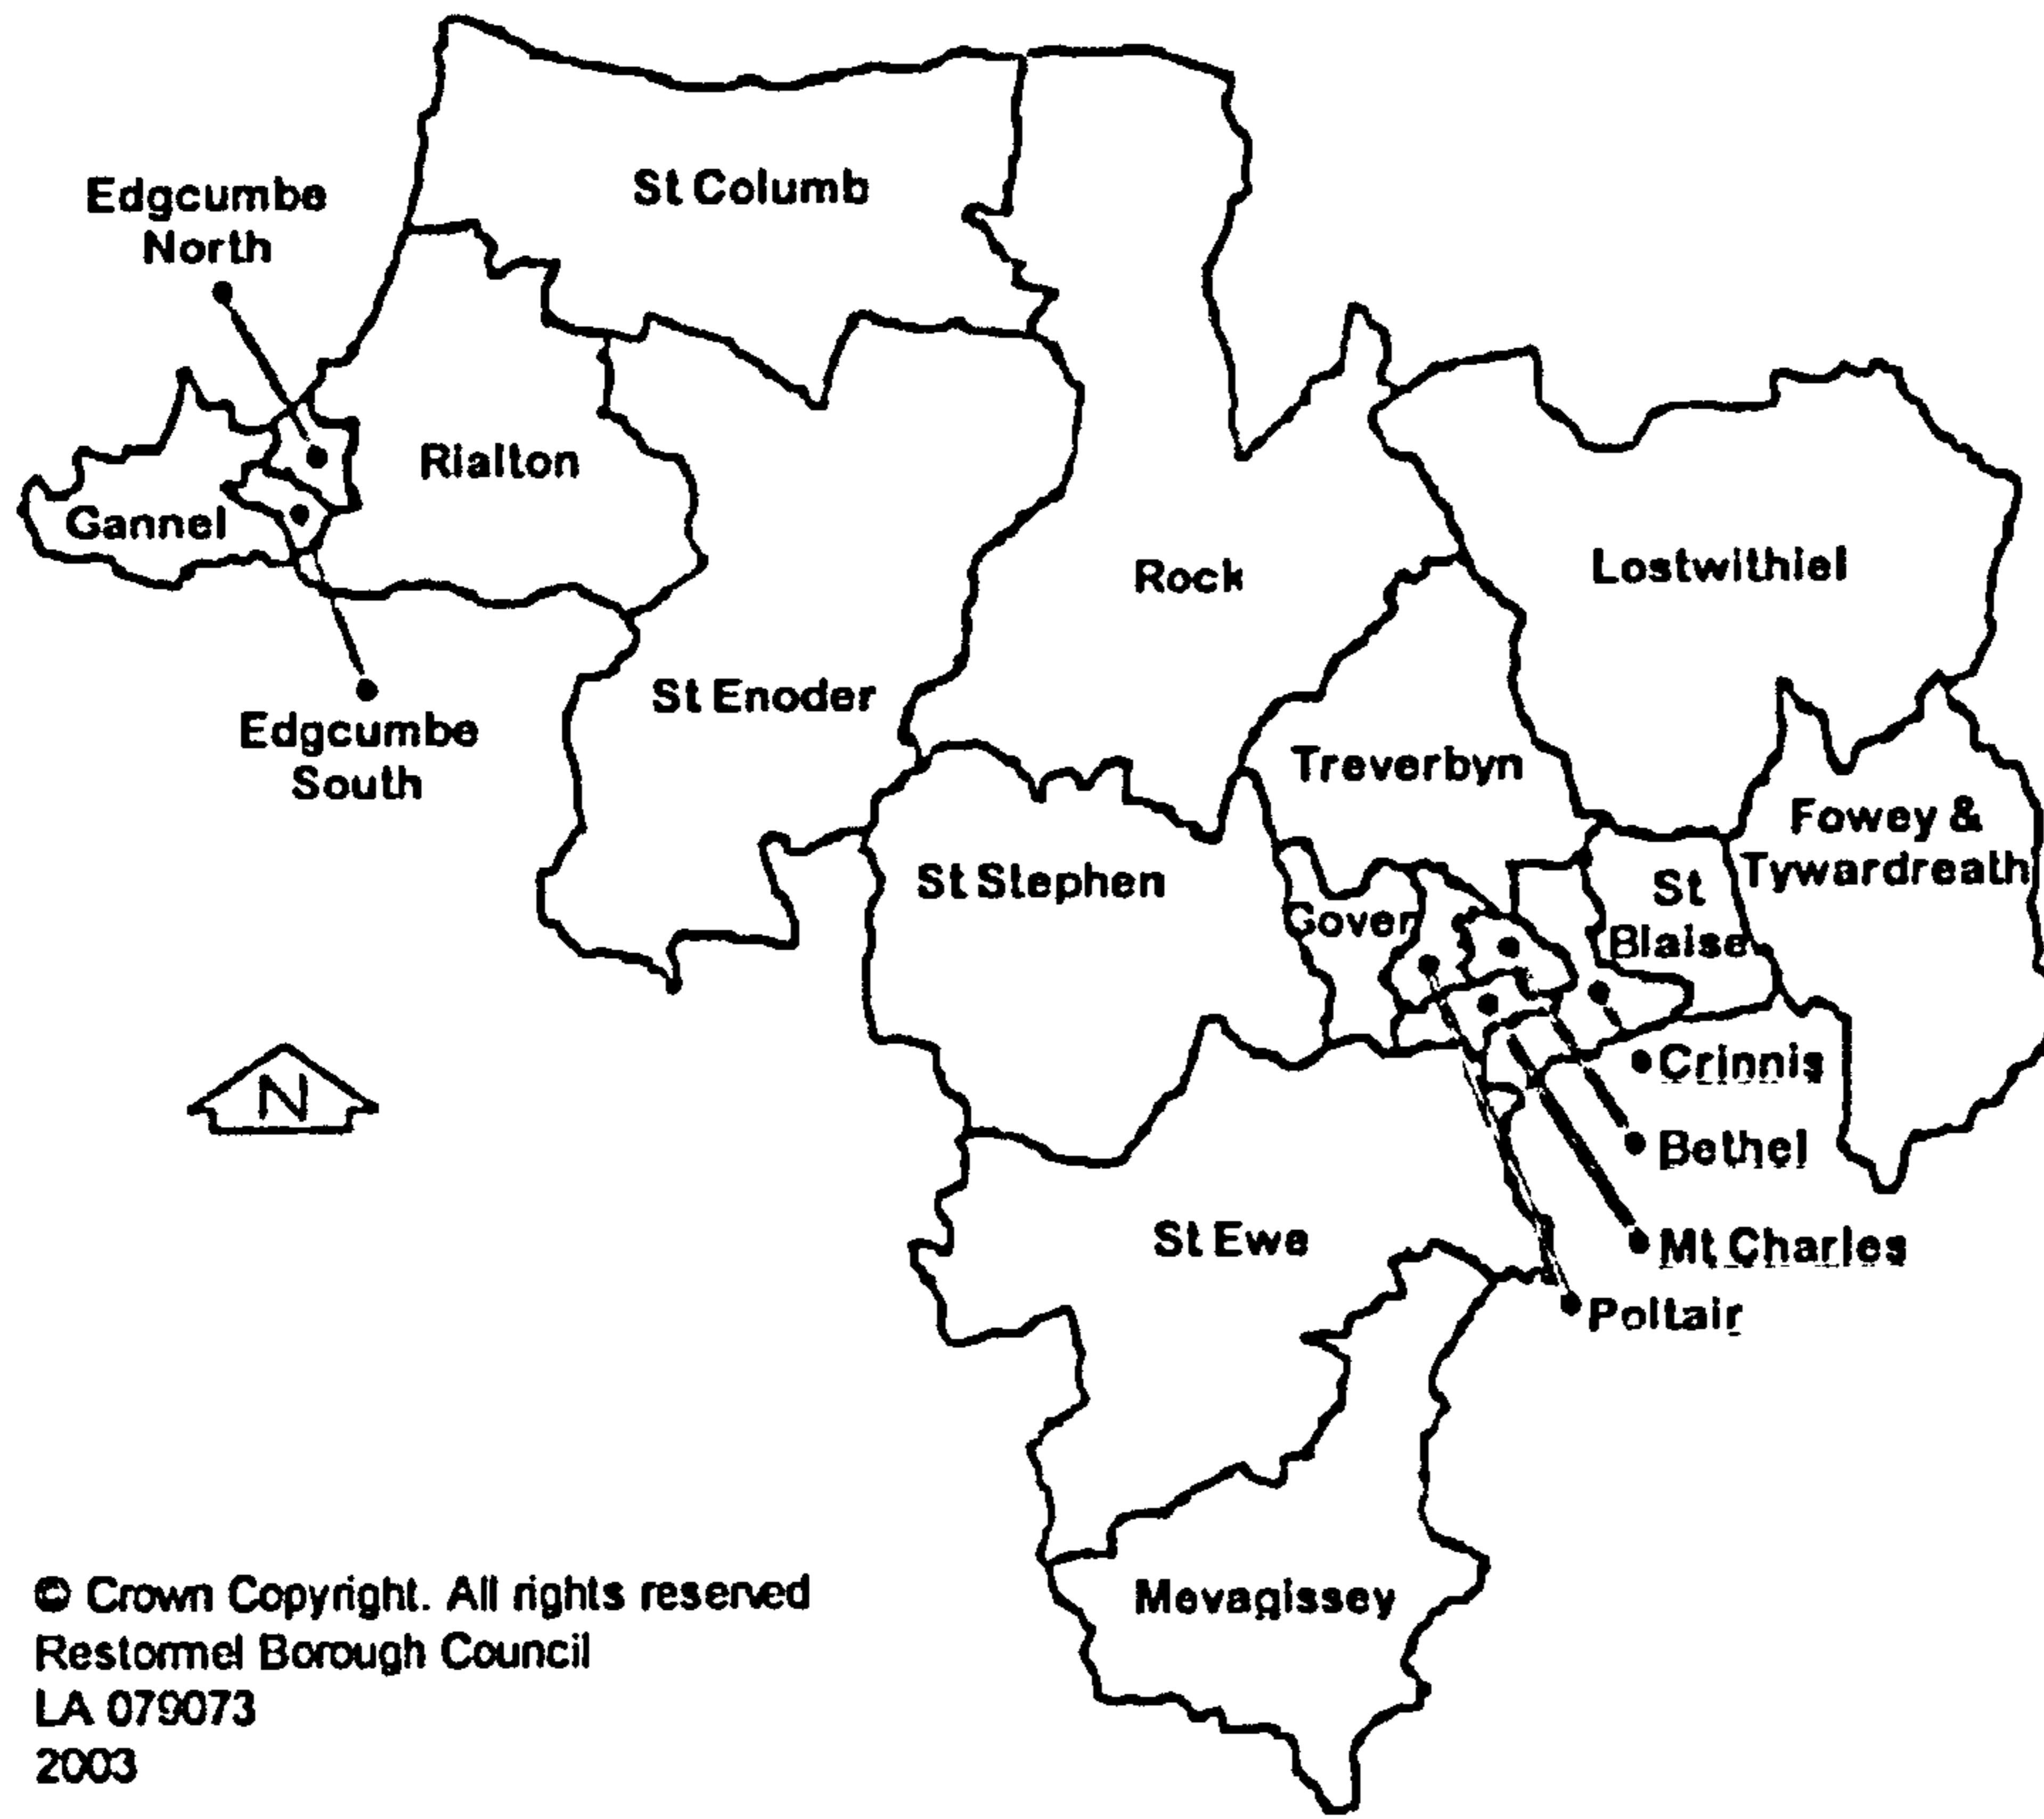 St Columb
Edgcumbe
North
Rialton
Gannel
Rock
Lostwithiel
Edgcumbe
South
St Enoder
Treverbyn
Fowey &
Tywardreath
St Stephen
St
Blaise
Gover
Crinnis
Bethel
Mt Charles
Poltair
N
St Ewe
Mevagissey
© Crown Copyright. All rights reserved
Restormel Borough Council
LA 079073
2003